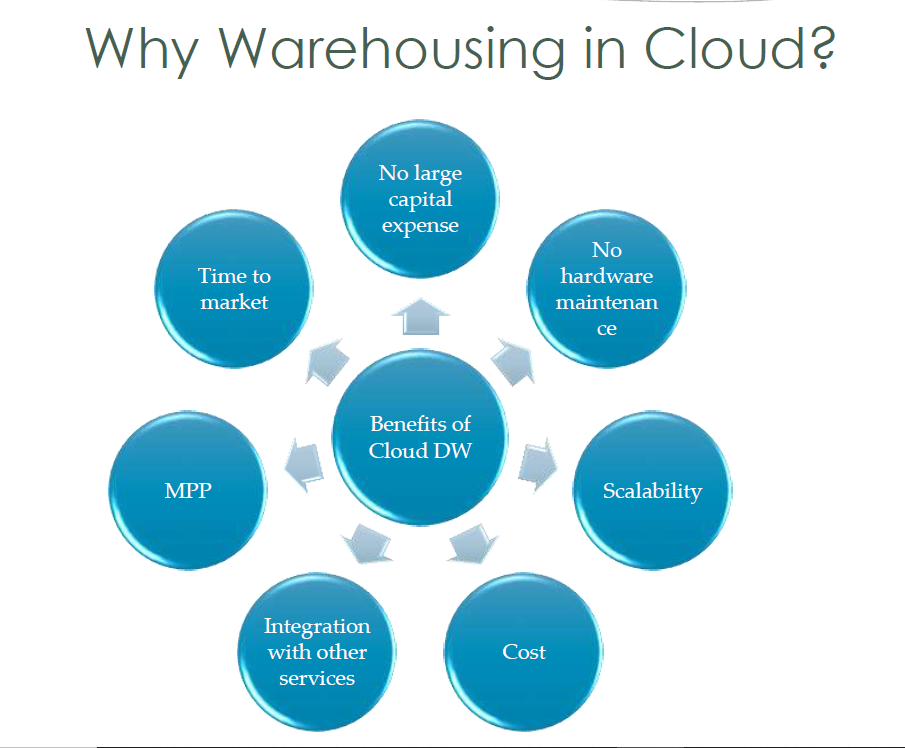 Why Warehousing in Cloud?
No large
capital
expense
No
hardware
maintenan
ce
Scalability
Cost
Integration
with other
services
MPP
Time to
market
Benefits of
Cloud DW